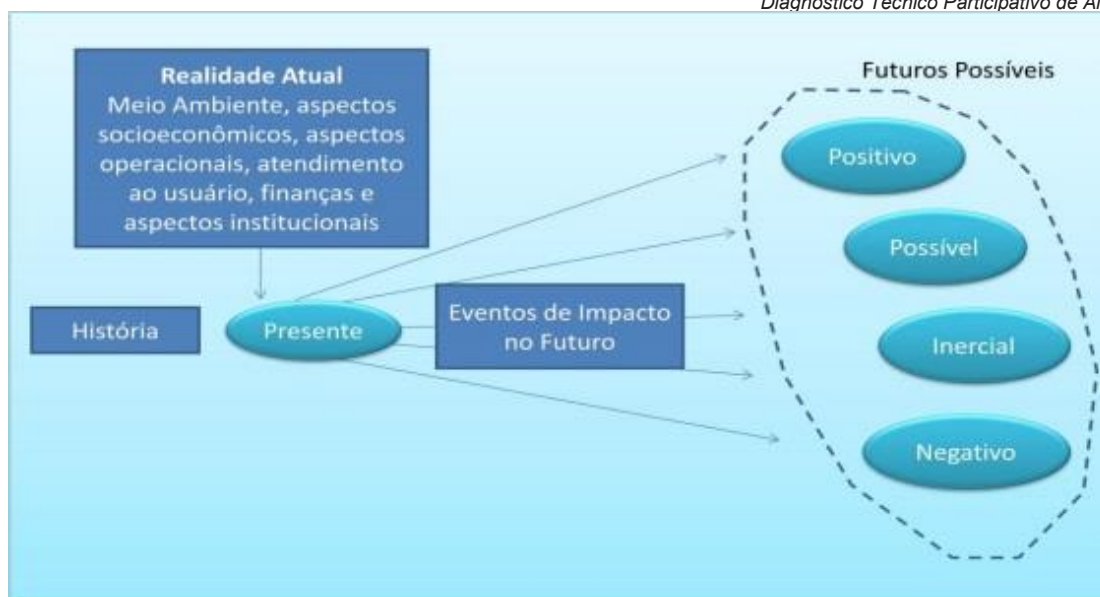 Diagnóstico Técnico Participativo de
Realidade Atual
Meio Ambiente, aspectos
socioeconômicos, aspectos
operacionais, atendimento
ao usuário, finanças e
aspectos institucionais
Futuros Possíveis
Positivo
Possível
História
Presente
Eventos de Impacto
no Futuro
Inercial
Negativo